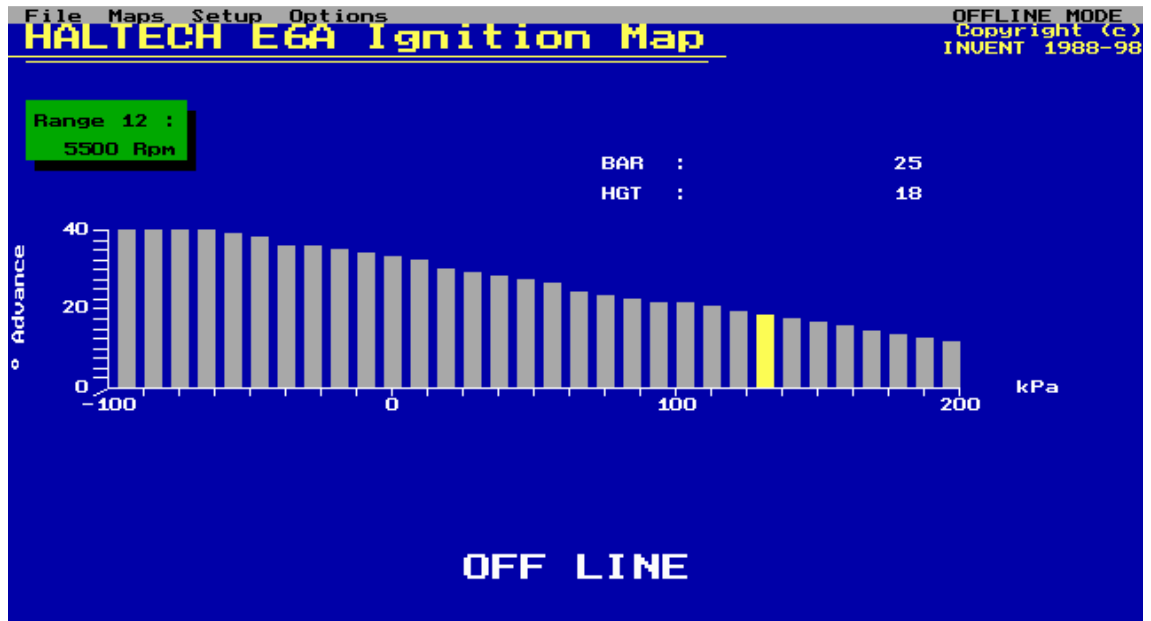 File Maps Setup Options OFFLINE MODE
HALTECH E6A Ignition Map
Copyright (c)
INVENT 1988-98
Range 12 :
5500 Rpm
BAR : 25
HGT : 18
40
20
0
° Advance
-100 0 100 200
kPa
OFF LINE